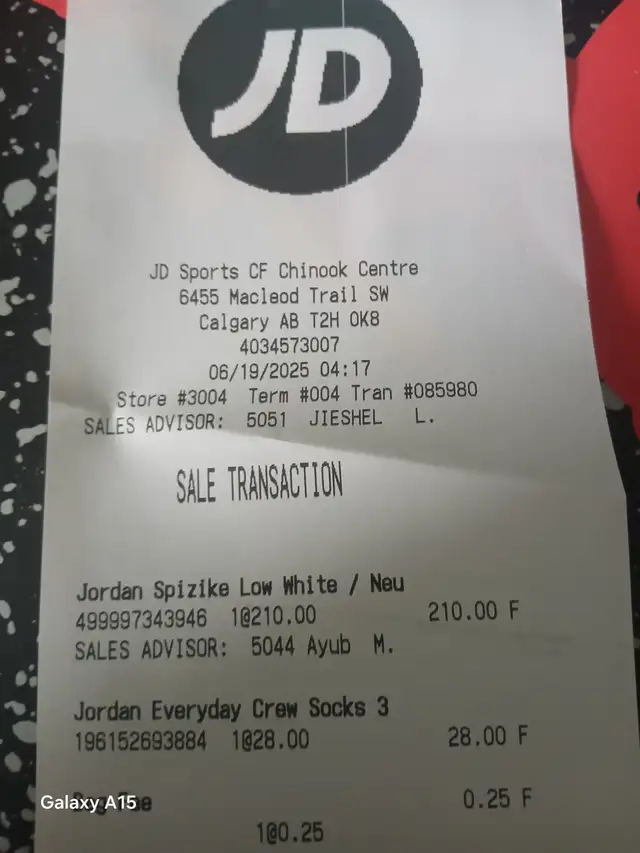 JD
JD Sports CF Chinook Centre
6455 Macleod Trail SW
Calgary AB T2H 0K8
4034573007
06/19/2025 04:17
Store #3004 Term #004 Tran #085980
SALES ADVISOR: 5051 JIESHEL L.
SALE TRANSACTION
Jordan Spizike Low White / Neu
499997343946 1@210.00 210.00 F
SALES ADVISOR: 5044 Ayub M.
Jordan Everyday Crew Socks 3
196152693884 1@28.00 28.00 F
Bag Fee 0.25 F
1@0.25
Galaxy A15